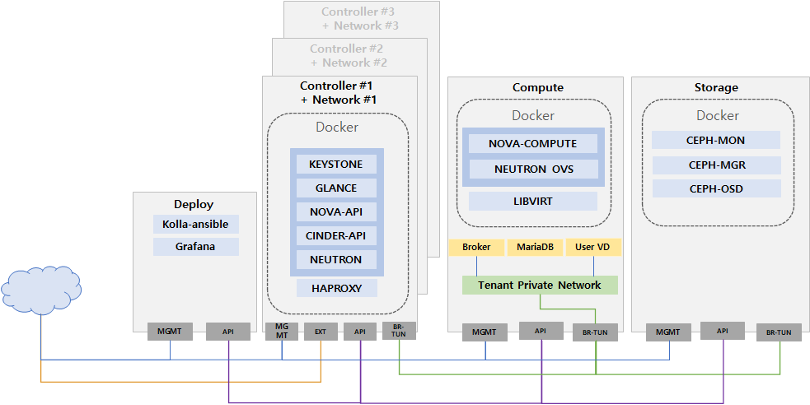 Controller #3
+ Network #3
Controller #2
+ Network #2
Controller #1
+ Network #1
Docker
KEYSTONE
GLANCE
NOVA-API
CINDER-API
NEUTRON
HAPROXY
MG
MT
EXT
API
BR-
TUN
Deploy
Kolla-ansible
Grafana
MGMT
API
Compute
Docker
NOVA-COMPUTE
NEUTRON OVS
LIBVIRT
Broker
MariaDB
User VD
Tenant Private Network
MGMT
API
BR-TUN
Storage
Docker
CEPH-MON
CEPH-MGR
CEPH-OSD
MGMT
API
BR-TUN